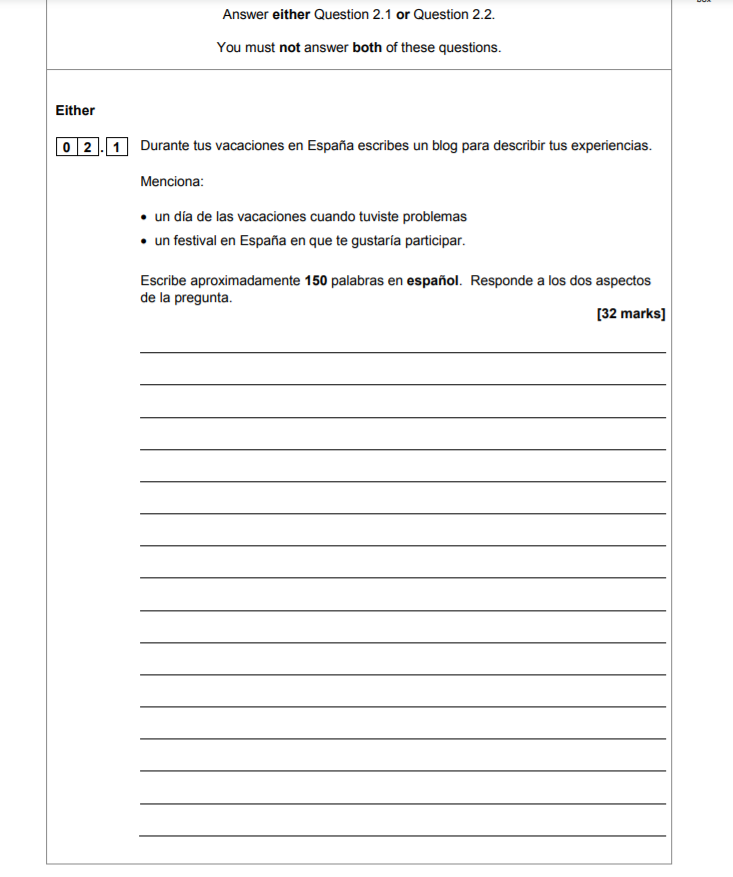 Answer either Question 2.1 or Question 2.2.
You must not answer both of these questions.
Either
0 2 . 1 Durante tus vacaciones en España escribes un blog para describir tus experiencias.
Menciona:
• un día de las vacaciones cuando tuviste problemas
• un festival en España en que te gustaría participar.
Escribe aproximadamente 150 palabras en español. Responde a los dos aspectos
de la pregunta.
[32 marks]